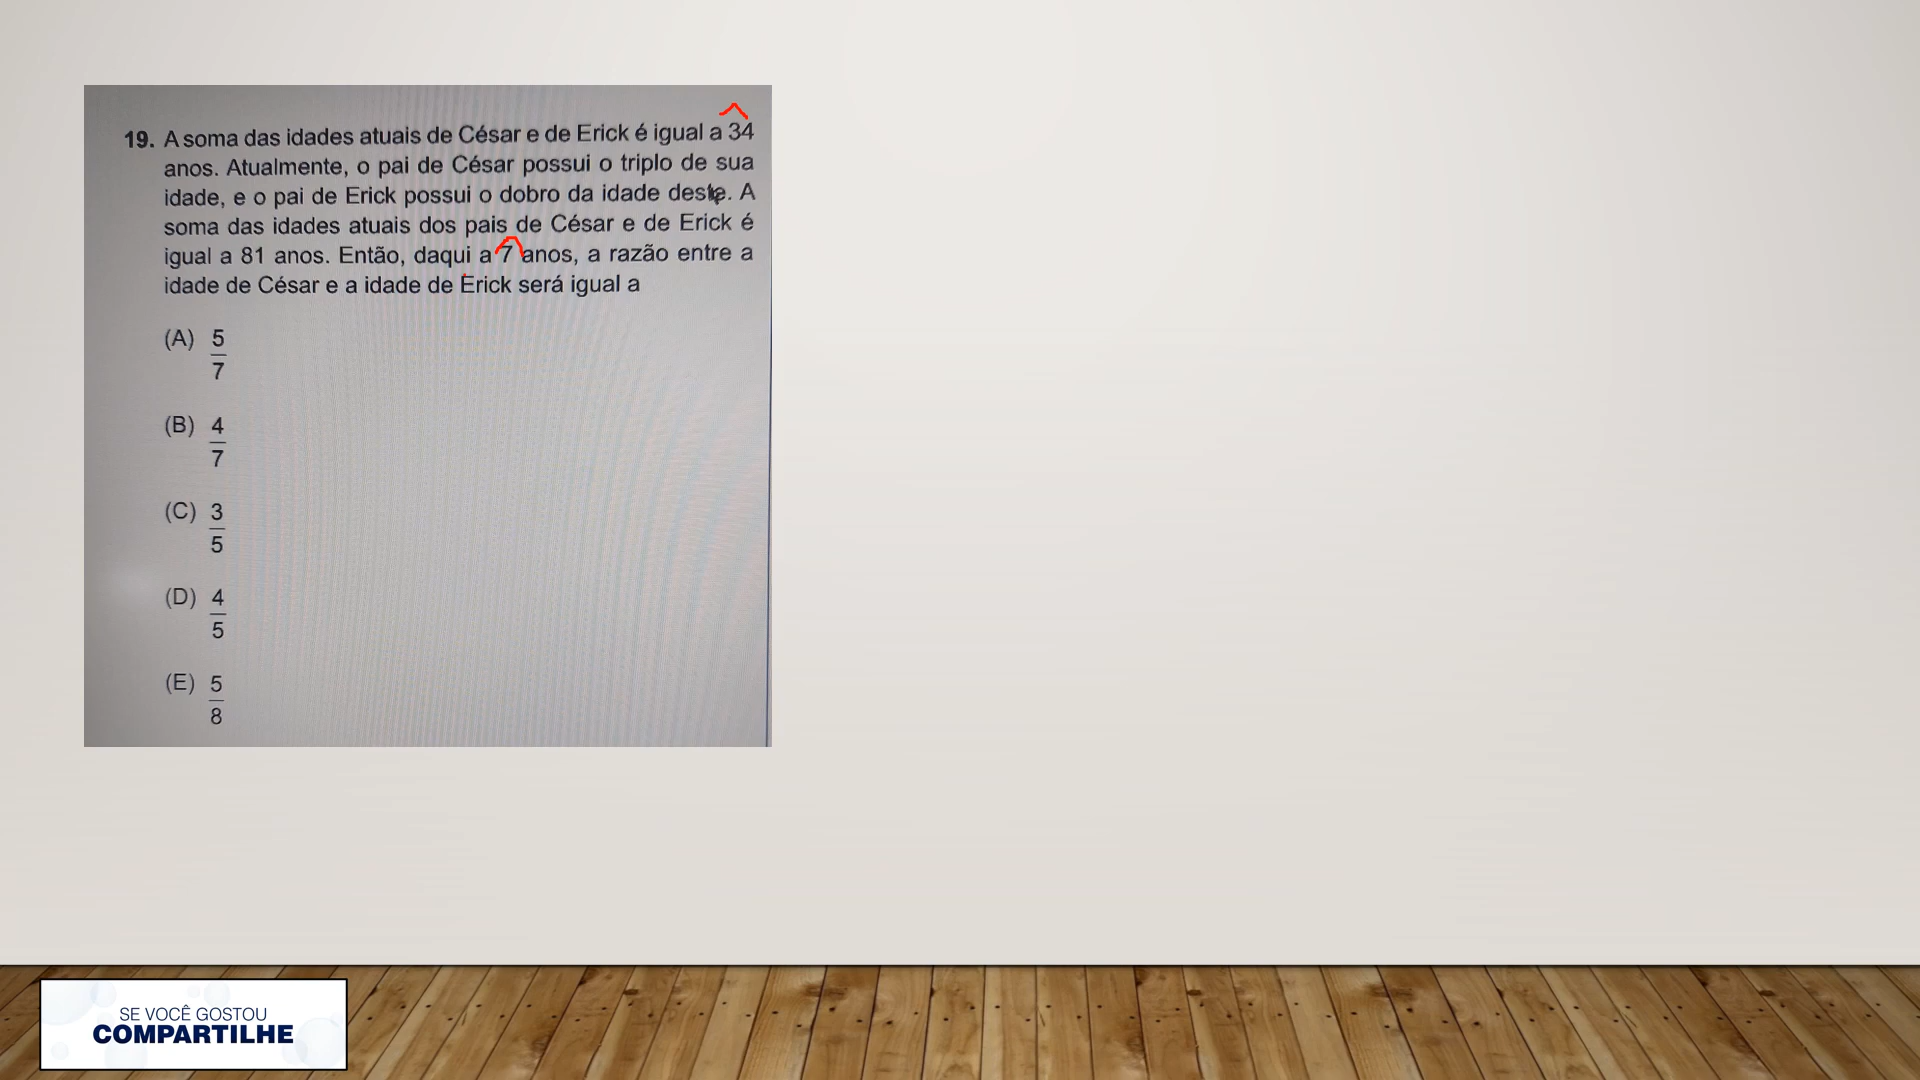 19. A soma das idades atuais de César e de Erick é igual a 34
anos. Atualmente, o pai de César possui o triplo de sua
idade, e o pai de Erick possui o dobro da idade deste. A
soma das idades atuais dos pais de César e de Erick é
igual a 81 anos. Então, daqui a 7 anos, a razão entre a
idade de César e a idade de Erick será igual a
(A) 5/7
(B) 4/7
(C) 3/5
(D) 4/5
(E) 5/8
SE VOCÊ GOSTOU
COMPARTILHE